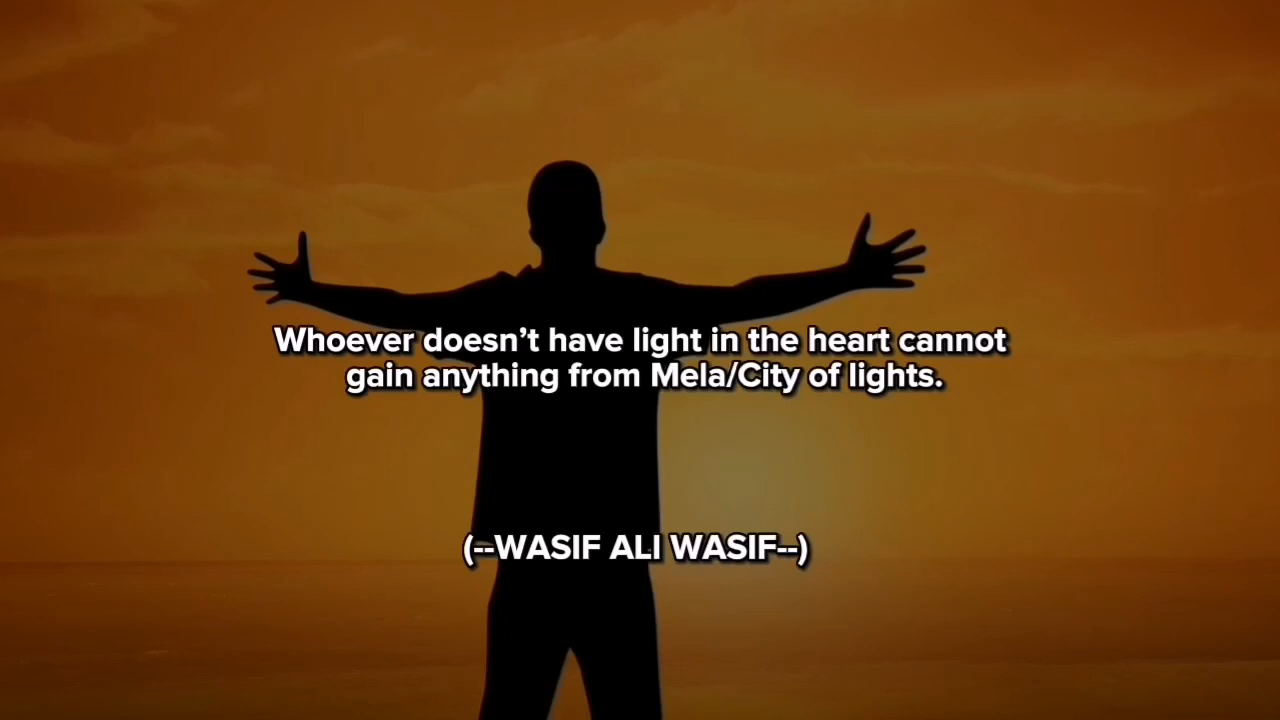 Whoever doesn’t have light in the heart cannot
gain anything from Mela/City of lights.
(--WASIF ALI WASIF--)